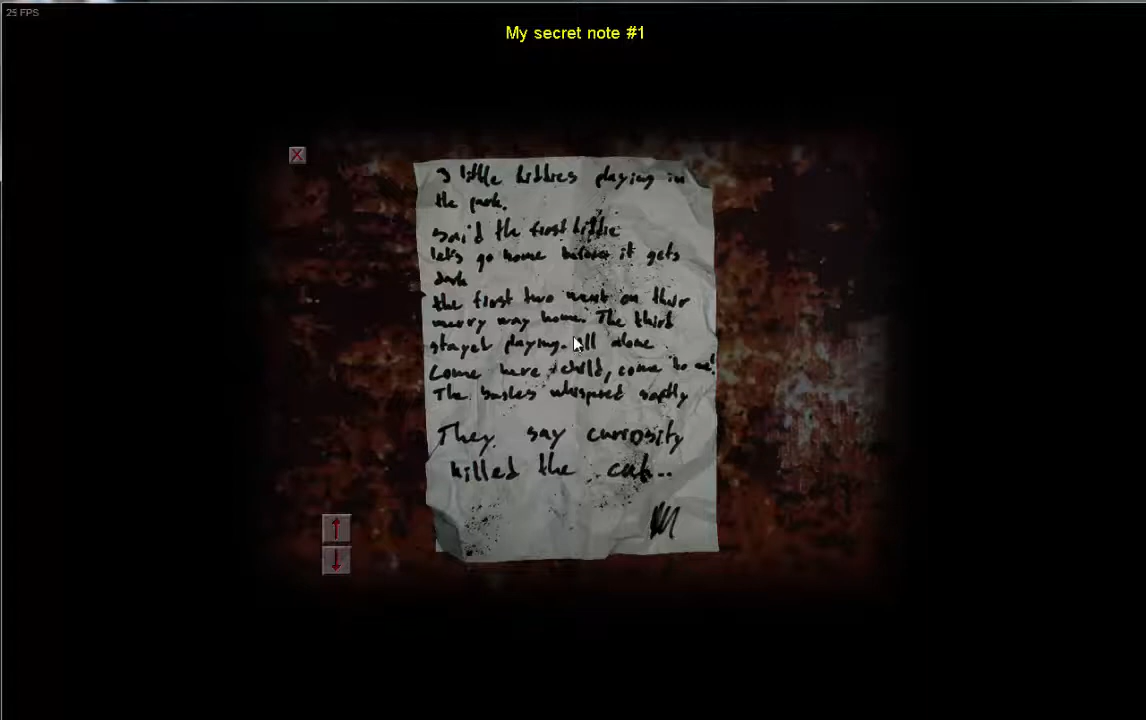 25 FPS
My secret note #1
X
3 little kiddies playing in
the park.
said the first kiddie
let's go home before it gets
dark
the first two went on their
merry way home. The third
stayed playing. All alone
Come here child, come to me!
The bushes whispered softly
They say curiosity
killed the cat...